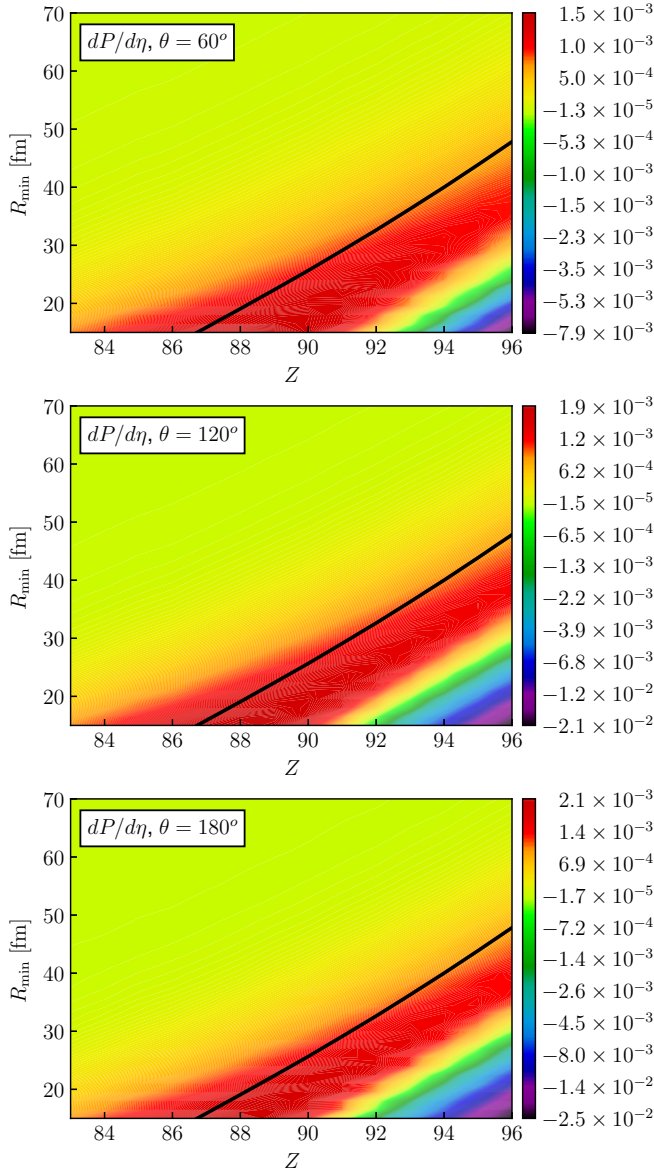 dP/dη, θ = 60°
R_min [fm]
70
60
50
40
30
20
84 86 88 90 92 94 96
Z
1.5 × 10⁻³
1.0 × 10⁻³
5.0 × 10⁻⁴
−1.3 × 10⁻⁵
−5.3 × 10⁻⁴
−1.0 × 10⁻³
−1.5 × 10⁻³
−2.3 × 10⁻³
−3.5 × 10⁻³
−5.3 × 10⁻³
−7.9 × 10⁻³
dP/dη, θ = 120°
R_min [fm]
70
60
50
40
30
20
84 86 88 90 92 94 96
Z
1.9 × 10⁻³
1.2 × 10⁻³
6.2 × 10⁻⁴
−1.5 × 10⁻⁵
−6.5 × 10⁻⁴
−1.3 × 10⁻³
−2.2 × 10⁻³
−3.9 × 10⁻³
−6.8 × 10⁻³
−1.2 × 10⁻²
−2.1 × 10⁻²
dP/dη, θ = 180°
R_min [fm]
70
60
50
40
30
20
84 86 88 90 92 94 96
Z
2.1 × 10⁻³
1.4 × 10⁻³
6.9 × 10⁻⁴
−1.7 × 10⁻⁵
−7.2 × 10⁻⁴
−1.4 × 10⁻³
−2.6 × 10⁻³
−4.5 × 10⁻³
−8.0 × 10⁻³
−1.4 × 10⁻²
−2.5 × 10⁻²